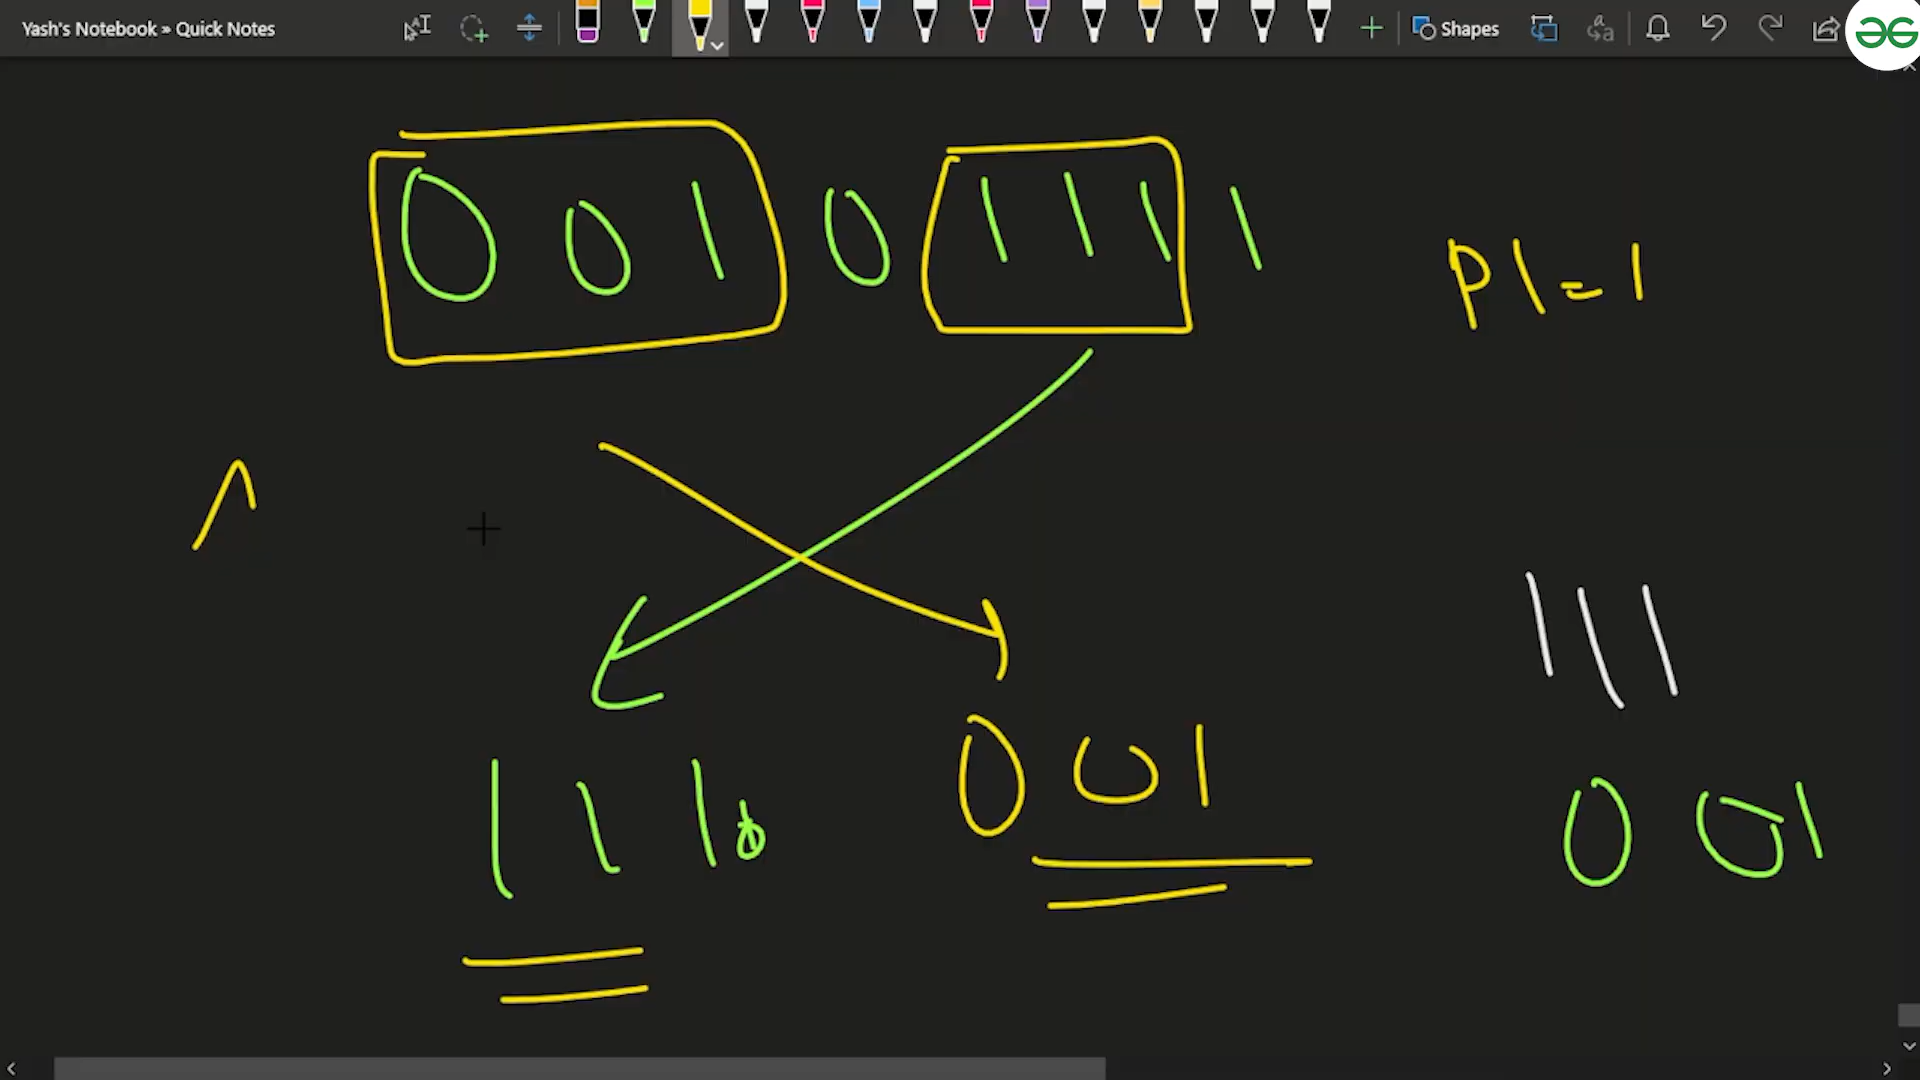 Yash's Notebook » Quick Notes
Shapes
0 0 1 0 1 1 1 1
P1 = 1
^
1 1 1
1 1 1 0
0 0 1
0 0 1